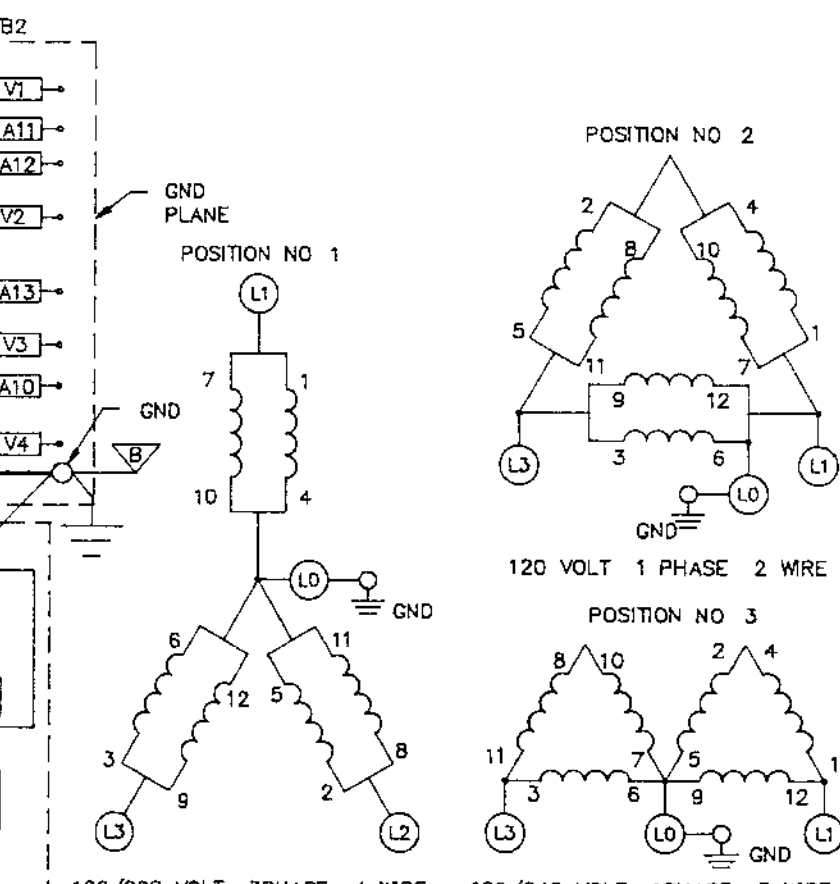 B2
V1
A11
A12
V2
A13
V3
A10
V4
GND
PLANE
GND
B
POSITION NO 1
L1
7 1
10 4
L0
GND
6 11
12 5
3 8
9 2
L3 L2
POSITION NO 2
2 4
8 10
5 1
11 7
9 12
3 6
L3 L1
L0
GND
120 VOLT 1 PHASE 2 WIRE
POSITION NO 3
8 10 2 4
11 7 5 1
3 6 9 12
L3 L0 L1
GND